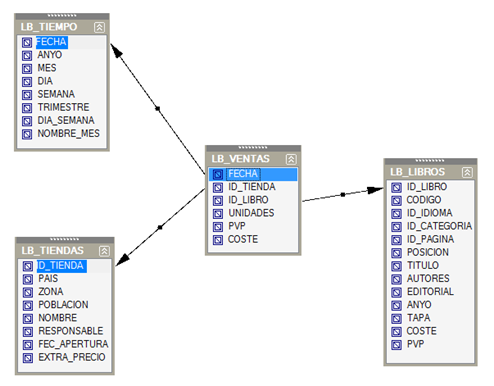 LB_TIEMPO
FECHA
ANYO
MES
DIA
SEMANA
TRIMESTRE
DIA_SEMANA
NOMBRE_MES
LB_VENTAS
FECHA
ID_TIENDA
ID_LIBRO
UNIDADES
PVP
COSTE
LB_LIBROS
ID_LIBRO
CODIGO
ID_IDIOMA
ID_CATEGORIA
ID_PAGINA
POSICION
TITULO
AUTORES
EDITORIAL
ANYO
TAPA
COSTE
PVP
LB_TIENDAS
ID_TIENDA
PAIS
ZONA
POBLACION
NOMBRE
RESPONSABLE
FEC_APERTURA
EXTRA_PRECIO